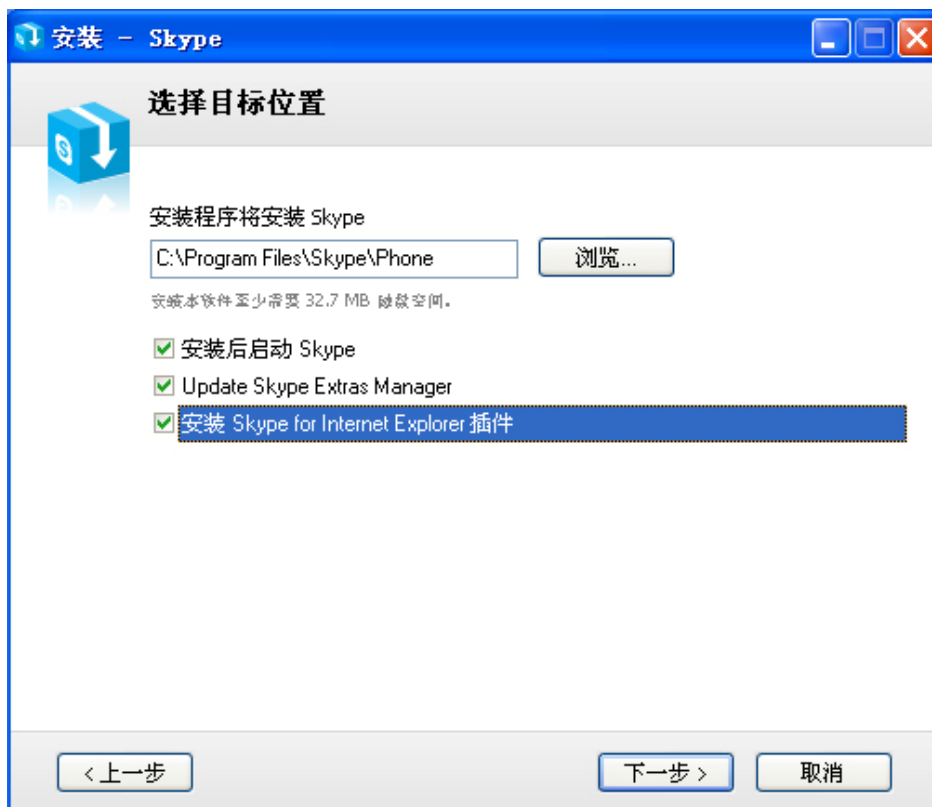 安装 - Skype
选择目标位置
安装程序将安装 Skype
C:\Program Files\Skype\Phone
浏览...
安装本软件至少需要 32.7 MB 硬盘空间。
安装后启动 Skype
Update Skype Extras Manager
安装 Skype for Internet Explorer 插件
<上一步
下一步>
取消